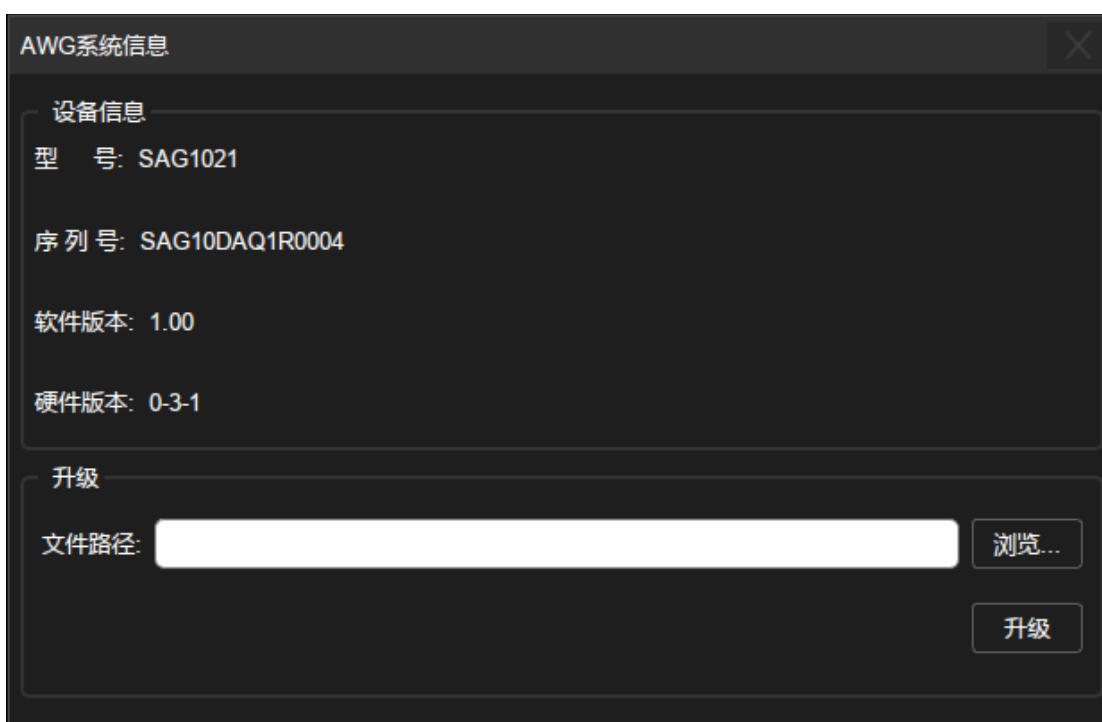 AWG系统信息
设备信息
型 号: SAG1021
序列号: SAG10DAQ1R0004
软件版本: 1.00
硬件版本: 0-3-1
升级
文件路径: 浏览...
升级